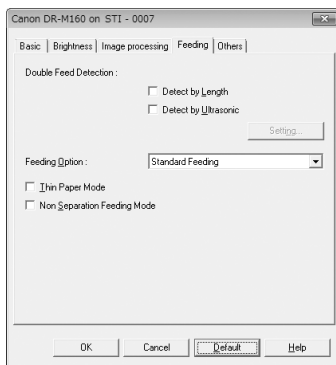 Canon DR-M160 on STI - 0007
Basic Brightness Image processing Feeding Others
Double Feed Detection :
Detect by Length
Detect by Ultrasonic
Setting...
Feeding Option : Standard Feeding
Thin Paper Mode
Non Separation Feeding Mode
OK Cancel Default Help